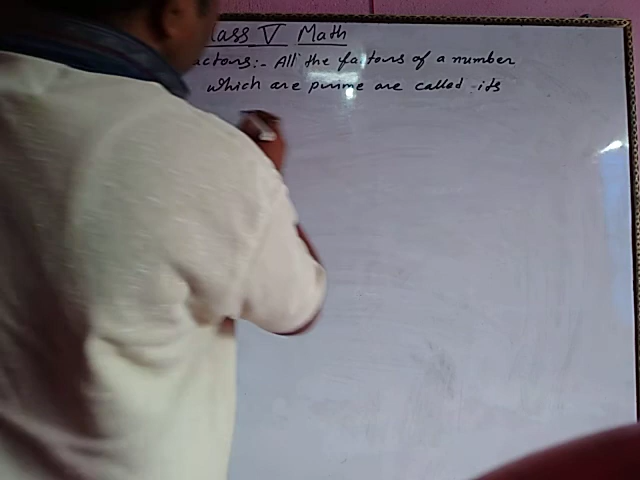 lass V Math
actors:- All the factors of a number
which are prime are called its